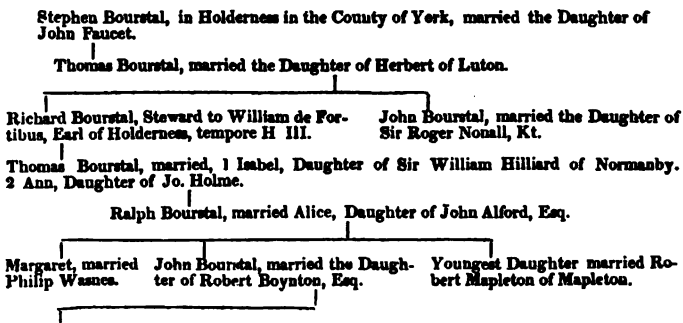 Stephen Bourstal, in Holderness in the County of York, married the Daughter of
John Faucet.
Thomas Bourstal, married the Daughter of Herbert of Luton.
Richard Bourstal, Steward to William de For-
tibus, Earl of Holderness, tempore H III.
John Bourstal, married the Daughter of
Sir Roger Nonall, Kt.
Thomas Bourstal, married, 1 Isabel, Daughter of Sir William Hilliard of Normanby.
2 Ann, Daughter of Jo. Holme.
Ralph Bourstal, married Alice, Daughter of John Alford, Esq.
Margaret, married
Philip Wasnes.
John Bourstal, married the Daugh-
ter of Robert Boynton, Esq.
Youngest Daughter married Ro-
bert Mapleton of Mapleton.